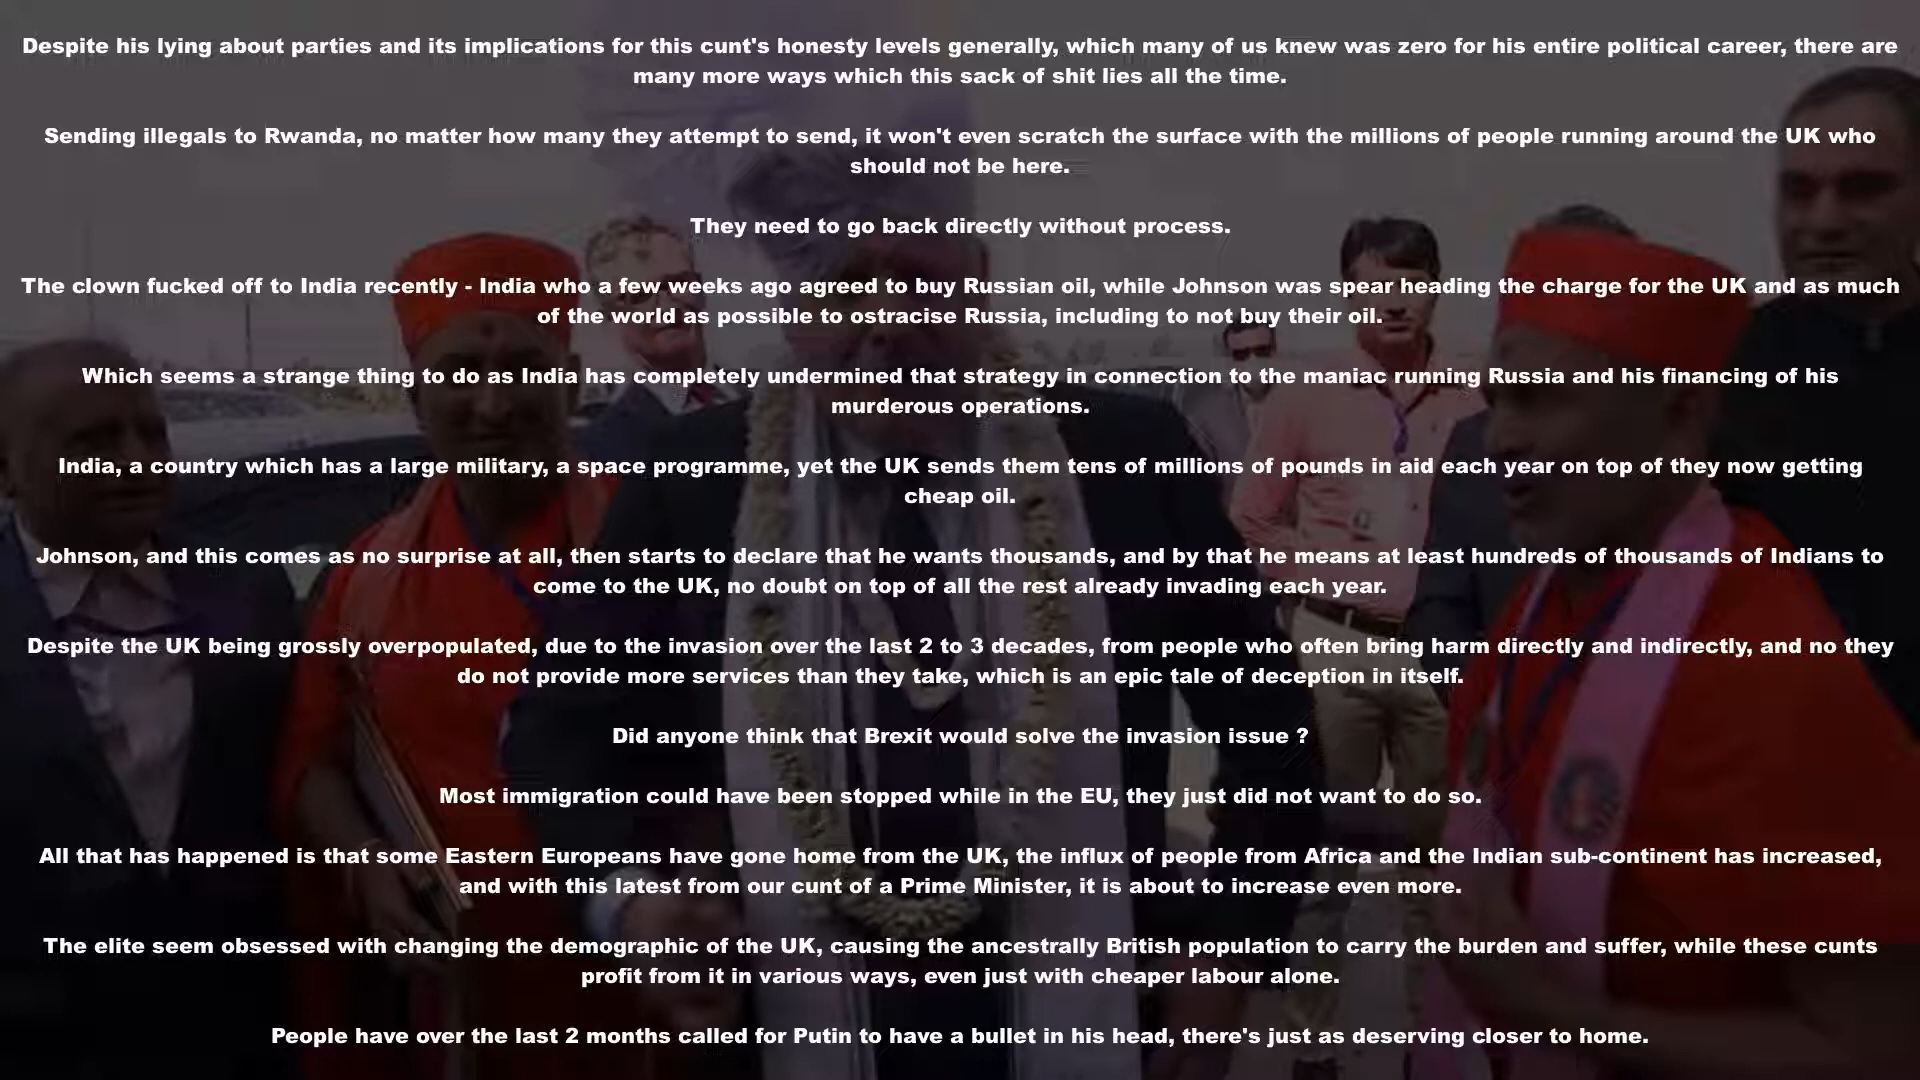 Despite his lying about parties and its implications for this cunt's honesty levels generally, which many of us knew was zero for his entire political career, there are
many more ways which this sack of shit lies all the time.
Sending illegals to Rwanda, no matter how many they attempt to send, it won't even scratch the surface with the millions of people running around the UK who
should not be here.
They need to go back directly without process.
The clown fucked off to India recently - India who a few weeks ago agreed to buy Russian oil, while Johnson was spear heading the charge for the UK and as much
of the world as possible to ostracise Russia, including to not buy their oil.
Which seems a strange thing to do as India has completely undermined that strategy in connection to the maniac running Russia and his financing of his
murderous operations.
India, a country which has a large military, a space programme, yet the UK sends them tens of millions of pounds in aid each year on top of they now getting
cheap oil.
Johnson, and this comes as no surprise at all, then starts to declare that he wants thousands, and by that he means at least hundreds of thousands of Indians to
come to the UK, no doubt on top of all the rest already invading each year.
Despite the UK being grossly overpopulated, due to the invasion over the last 2 to 3 decades, from people who often bring harm directly and indirectly, and no they
do not provide more services than they take, which is an epic tale of deception in itself.
Did anyone think that Brexit would solve the invasion issue ?
Most immigration could have been stopped while in the EU, they just did not want to do so.
All that has happened is that some Eastern Europeans have gone home from the UK, the influx of people from Africa and the Indian sub-continent has increased,
and with this latest from our cunt of a Prime Minister, it is about to increase even more.
The elite seem obsessed with changing the demographic of the UK, causing the ancestrally British population to carry the burden and suffer, while these cunts
profit from it in various ways, even just with cheaper labour alone.
People have over the last 2 months called for Putin to have a bullet in his head, there's just as deserving closer to home.